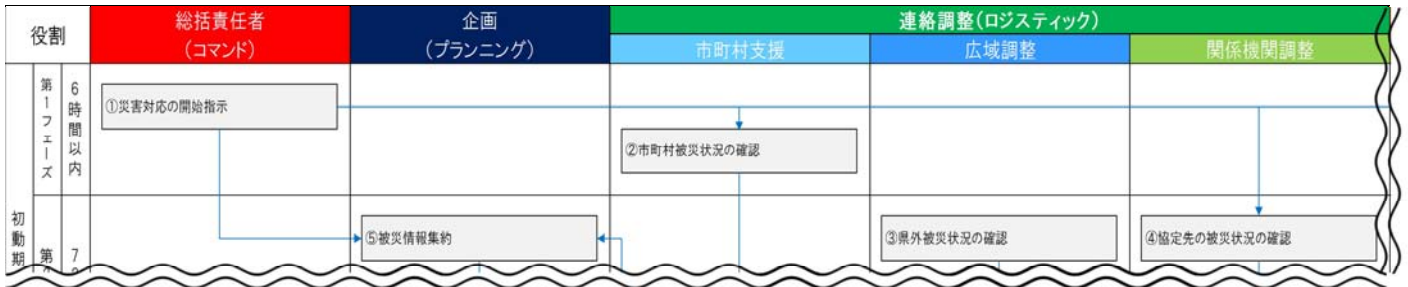 役割
総括責任者
(コマンド)
企画
(プランニング)
連絡調整(ロジスティック)
市町村支援
広域調整
関係機関調整
初動期
第1フェーズ
6時間以内
①災害対応の開始指示
②市町村被災状況の確認
第
7
⑤被災情報集約
③県外被災状況の確認
④協定先の被災状況の確認